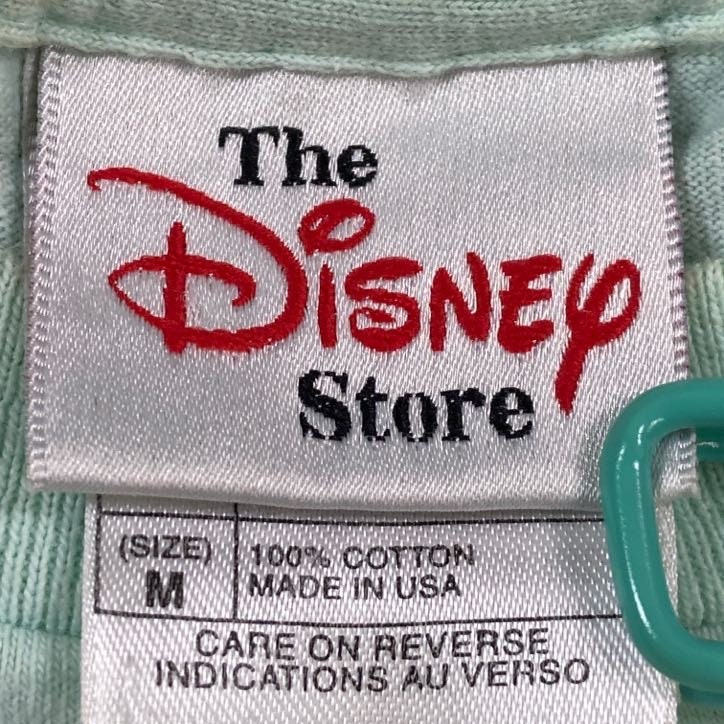 The
Disney
Store
(SIZE)
M
100% COTTON
MADE IN USA
CARE ON REVERSE
INDICATIONS AU VERSO